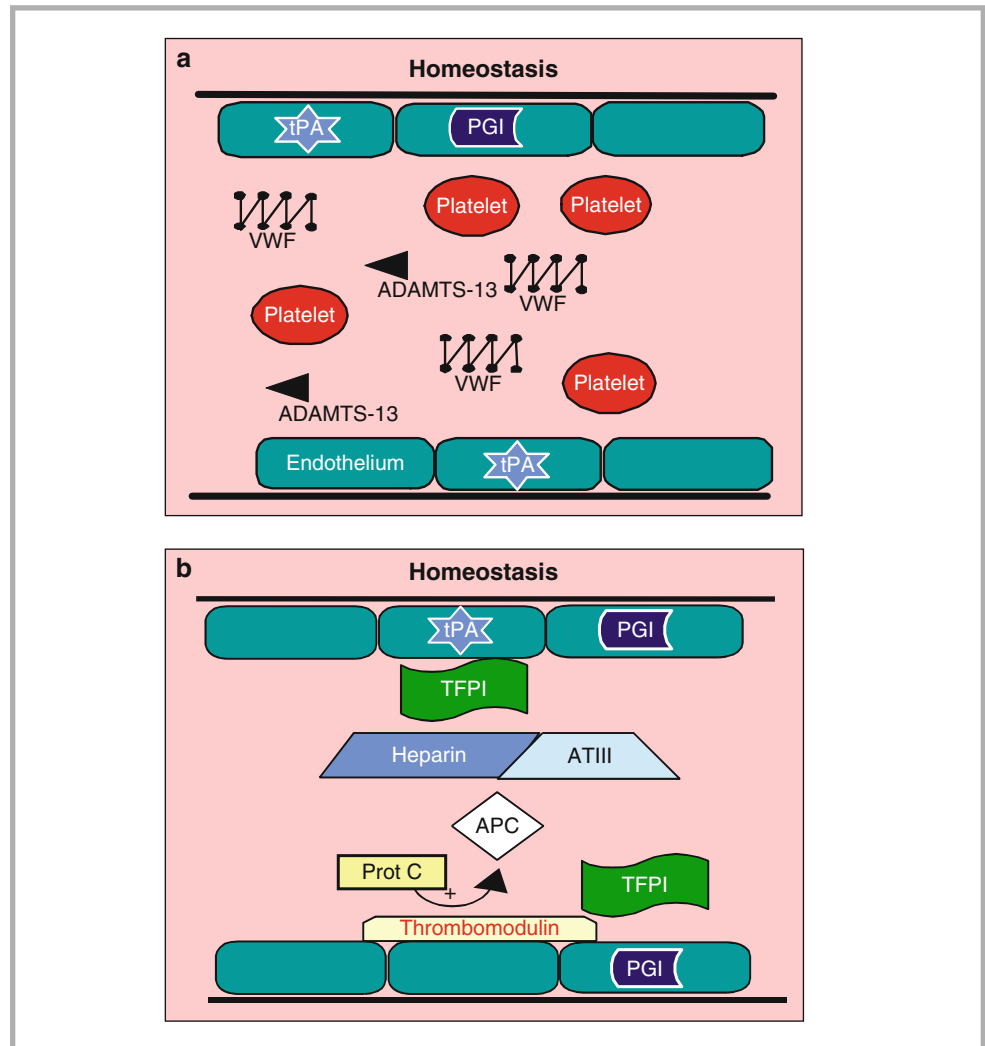 a
Homeostasis
tPA
PGI
Platelet
Platelet
VWF
ADAMTS-13
VWF
Platelet
VWF
Platelet
ADAMTS-13
Endothelium
tPA
b
Homeostasis
tPA
PGI
TFPI
Heparin
ATIII
APC
Prot C
+
TFPI
Thrombomodulin
PGI